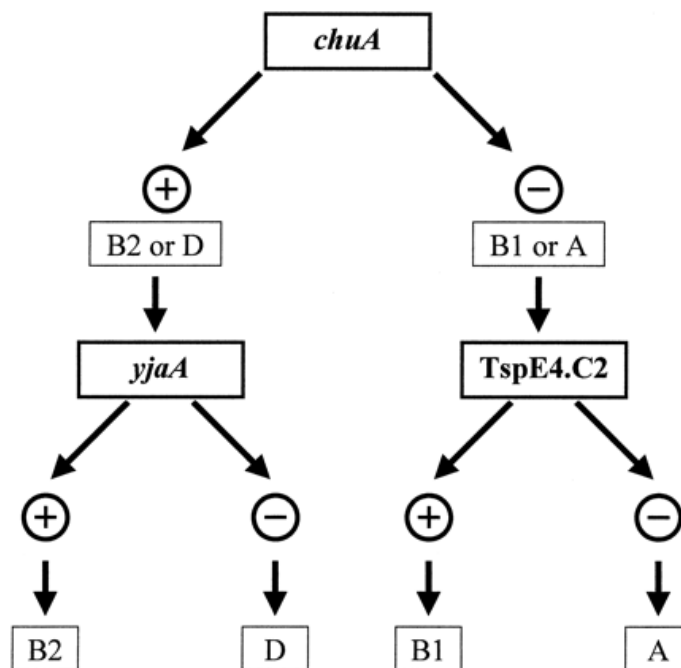 chuA
+ −
B2 or D B1 or A
yjaA TspE4.C2
+ − + −
B2 D B1 A